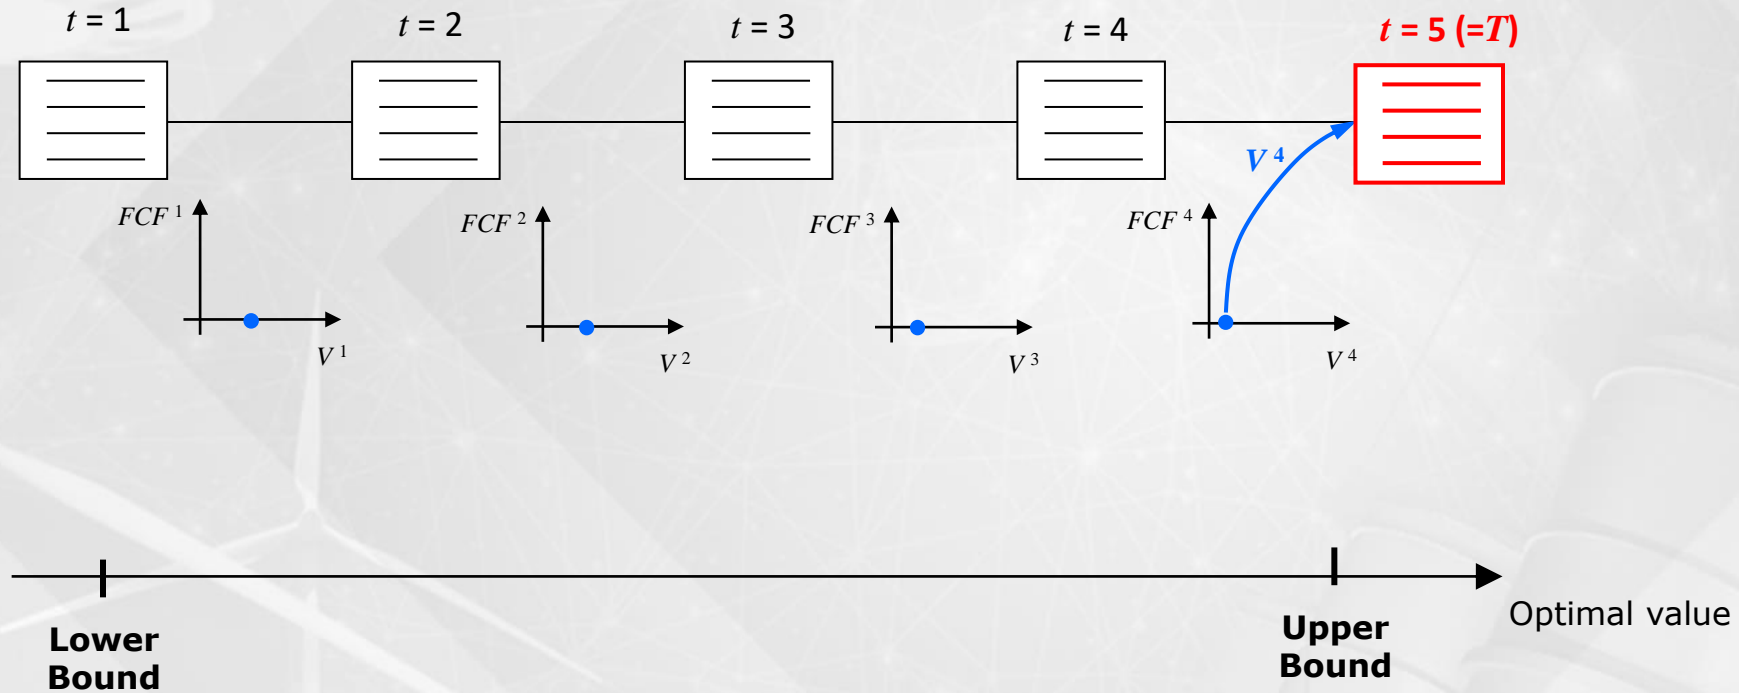 t = 1
t = 2
t = 3
t = 4
t = 5 (=T)
V 4
FCF 1
FCF 2
FCF 3
FCF 4
V 1
V 2
V 3
V 4
Optimal value
Lower
Bound
Upper
Bound